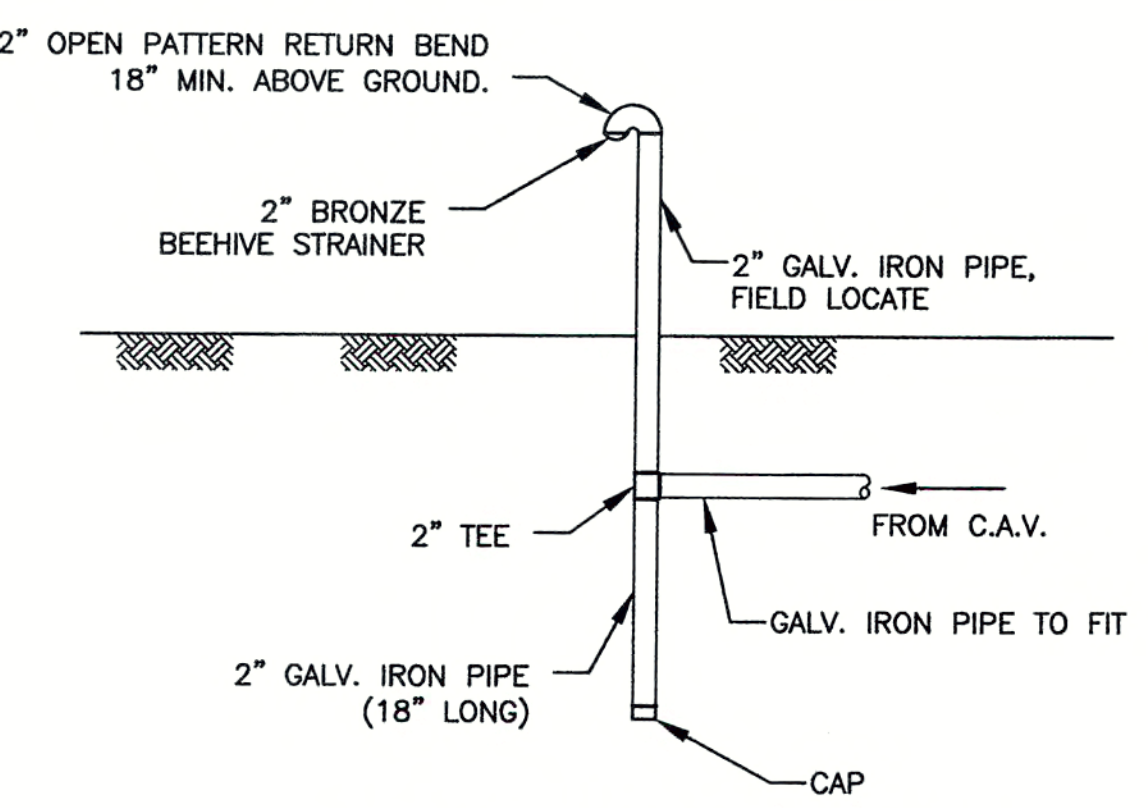 2" OPEN PATTERN RETURN BEND
18" MIN. ABOVE GROUND.
2" BRONZE
BEEHIVE STRAINER
2" GALV. IRON PIPE,
FIELD LOCATE
2" TEE
FROM C.A.V.
GALV. IRON PIPE TO FIT
2" GALV. IRON PIPE
(18" LONG)
CAP